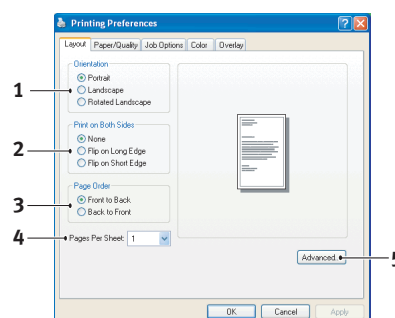 Printing Preferences
Layout Paper/Quality Job Options Color Overlay
Orientation
Portrait
1 Landscape
Rotated Landscape
Print on Both Sides
None
2 Flip on Long Edge
Flip on Short Edge
Page Order
3 Front to Back
Back to Front
4 Pages Per Sheet: 1
Advanced... 5
OK Cancel Apply